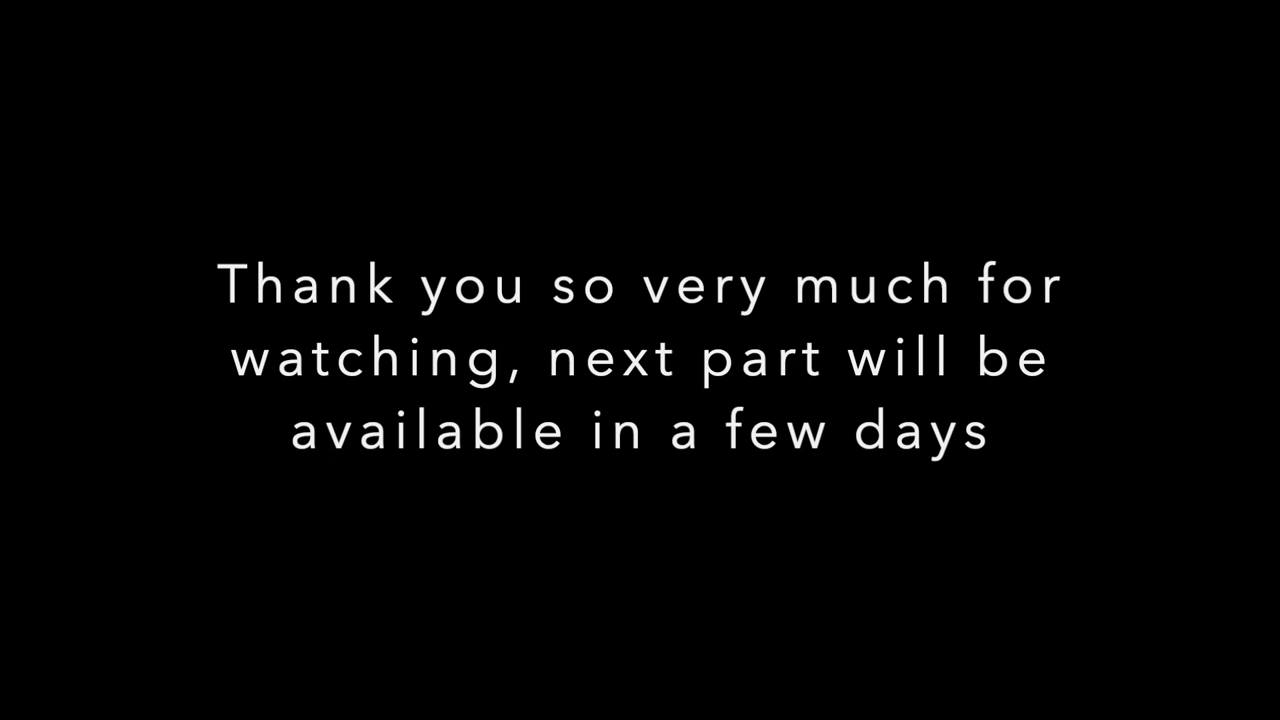 Thank you so very much for
watching, next part will be
available in a few days